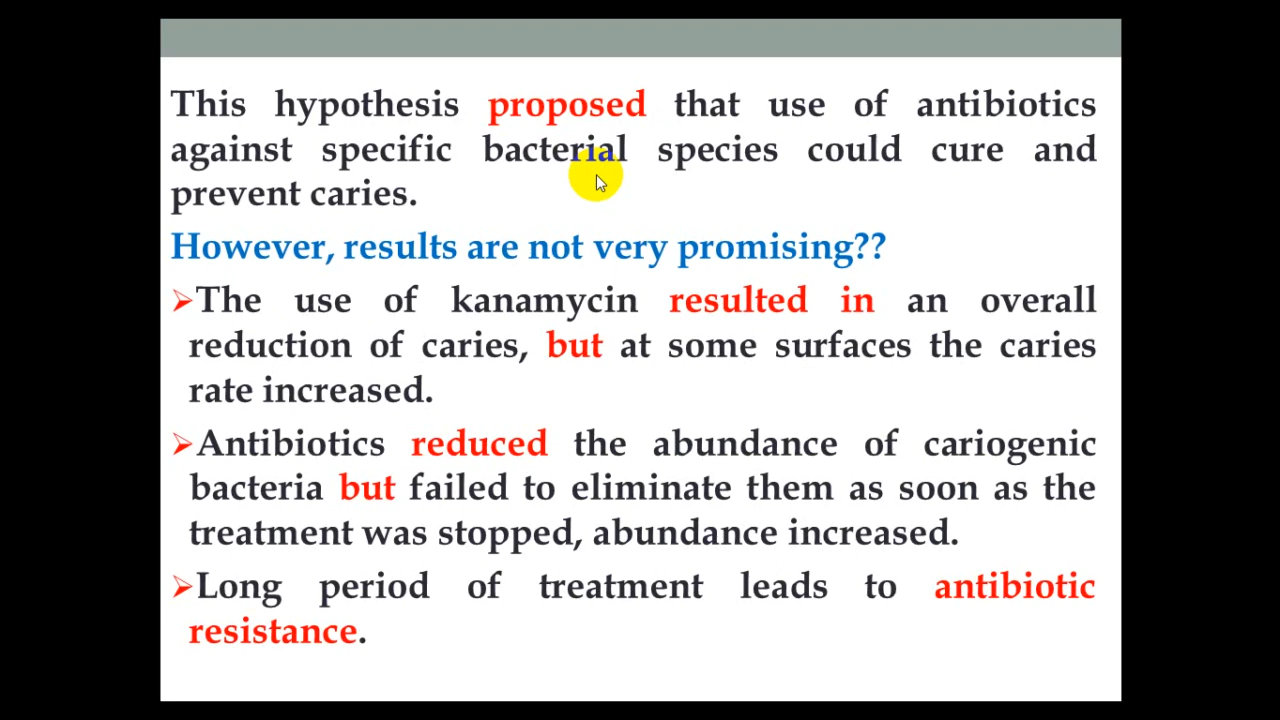 This hypothesis proposed that use of antibiotics
against specific bacterial species could cure and
prevent caries.
However, results are not very promising??
➢The use of kanamycin resulted in an overall
reduction of caries, but at some surfaces the caries
rate increased.
➢Antibiotics reduced the abundance of cariogenic
bacteria but failed to eliminate them as soon as the
treatment was stopped, abundance increased.
➢Long period of treatment leads to antibiotic
resistance.